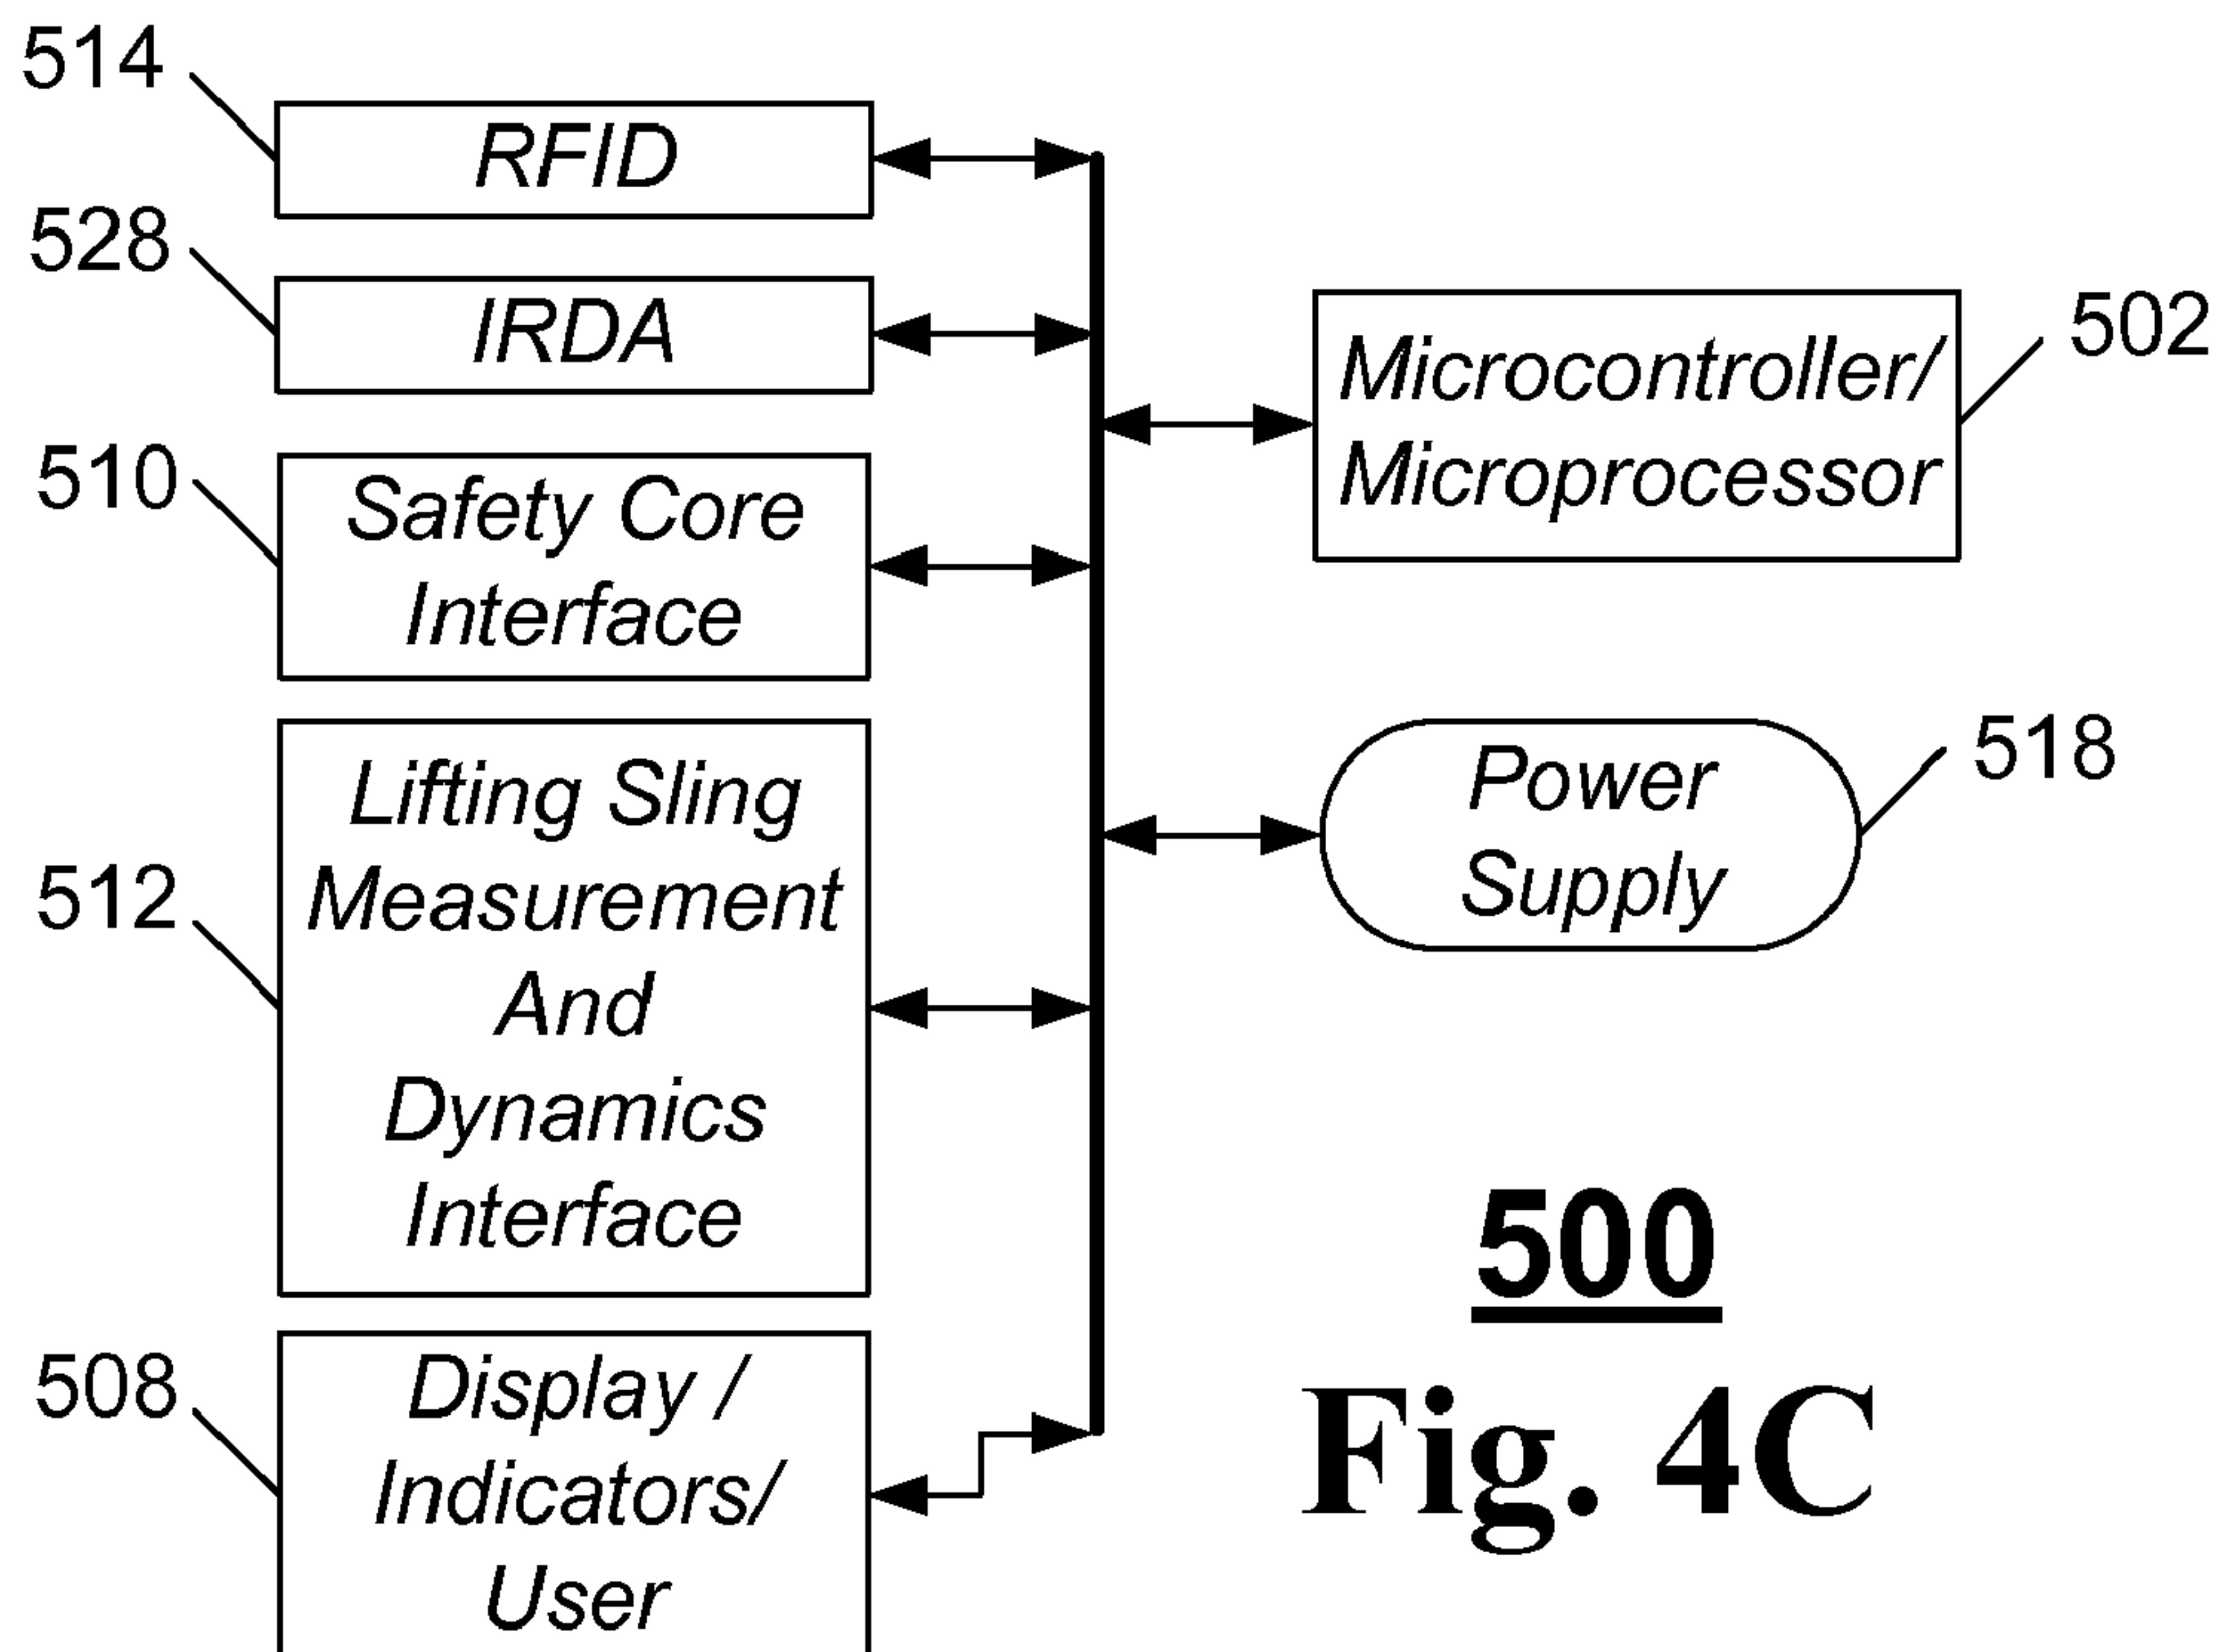 514
RFID
528
IRDA
510
Safety Core
Interface
512
Lifting Sling
Measurement
And
Dynamics
Interface
508
Display /
Indicators/
User
Microcontroller/
Microprocessor
502
Power
Supply
518
500
Fig. 4C